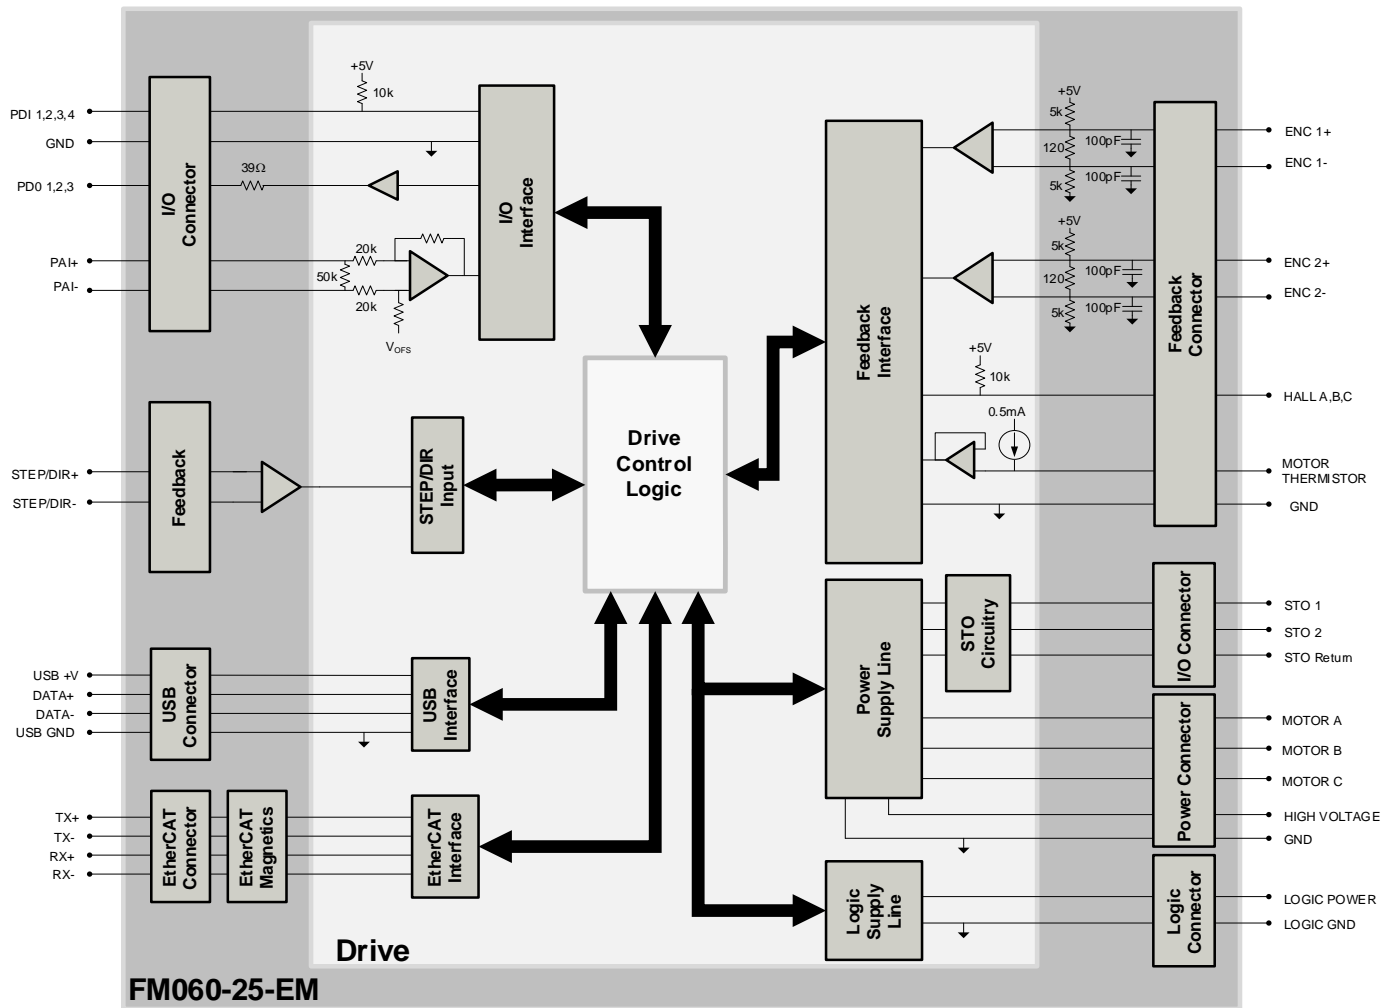 PDI 1,2,3,4
GND
PD0 1,2,3
PAI+
PAI-
I/O
Connector
+5V
10k
39Ω
20k
50k
20k
VOFS
I/O
Interface
STEP/DIR+
STEP/DIR-
Feedback
STEP/DIR
Input
USB +V
DATA+
DATA-
USB GND
USB
Connector
USB
Interface
TX+
TX-
RX+
RX-
EtherCAT
Connector
EtherCAT
Magnetics
EtherCAT
Interface
Drive
Control
Logic
Feedback
Interface
+5V
5k
120
5k
100pF
100pF
+5V
5k
120
5k
100pF
100pF
+5V
10k
0.5mA
Feedback
Connector
ENC 1+
ENC 1-
ENC 2+
ENC 2-
HALL A,B,C
MOTOR
THERMISTOR
GND
Power
Supply Line
STO
Circuitry
I/O Connector
STO 1
STO 2
STO Return
Power Connector
MOTOR A
MOTOR B
MOTOR C
HIGH VOLTAGE
GND
Logic
Supply
Line
Logic
Connector
LOGIC POWER
LOGIC GND
Drive
FM060-25-EM